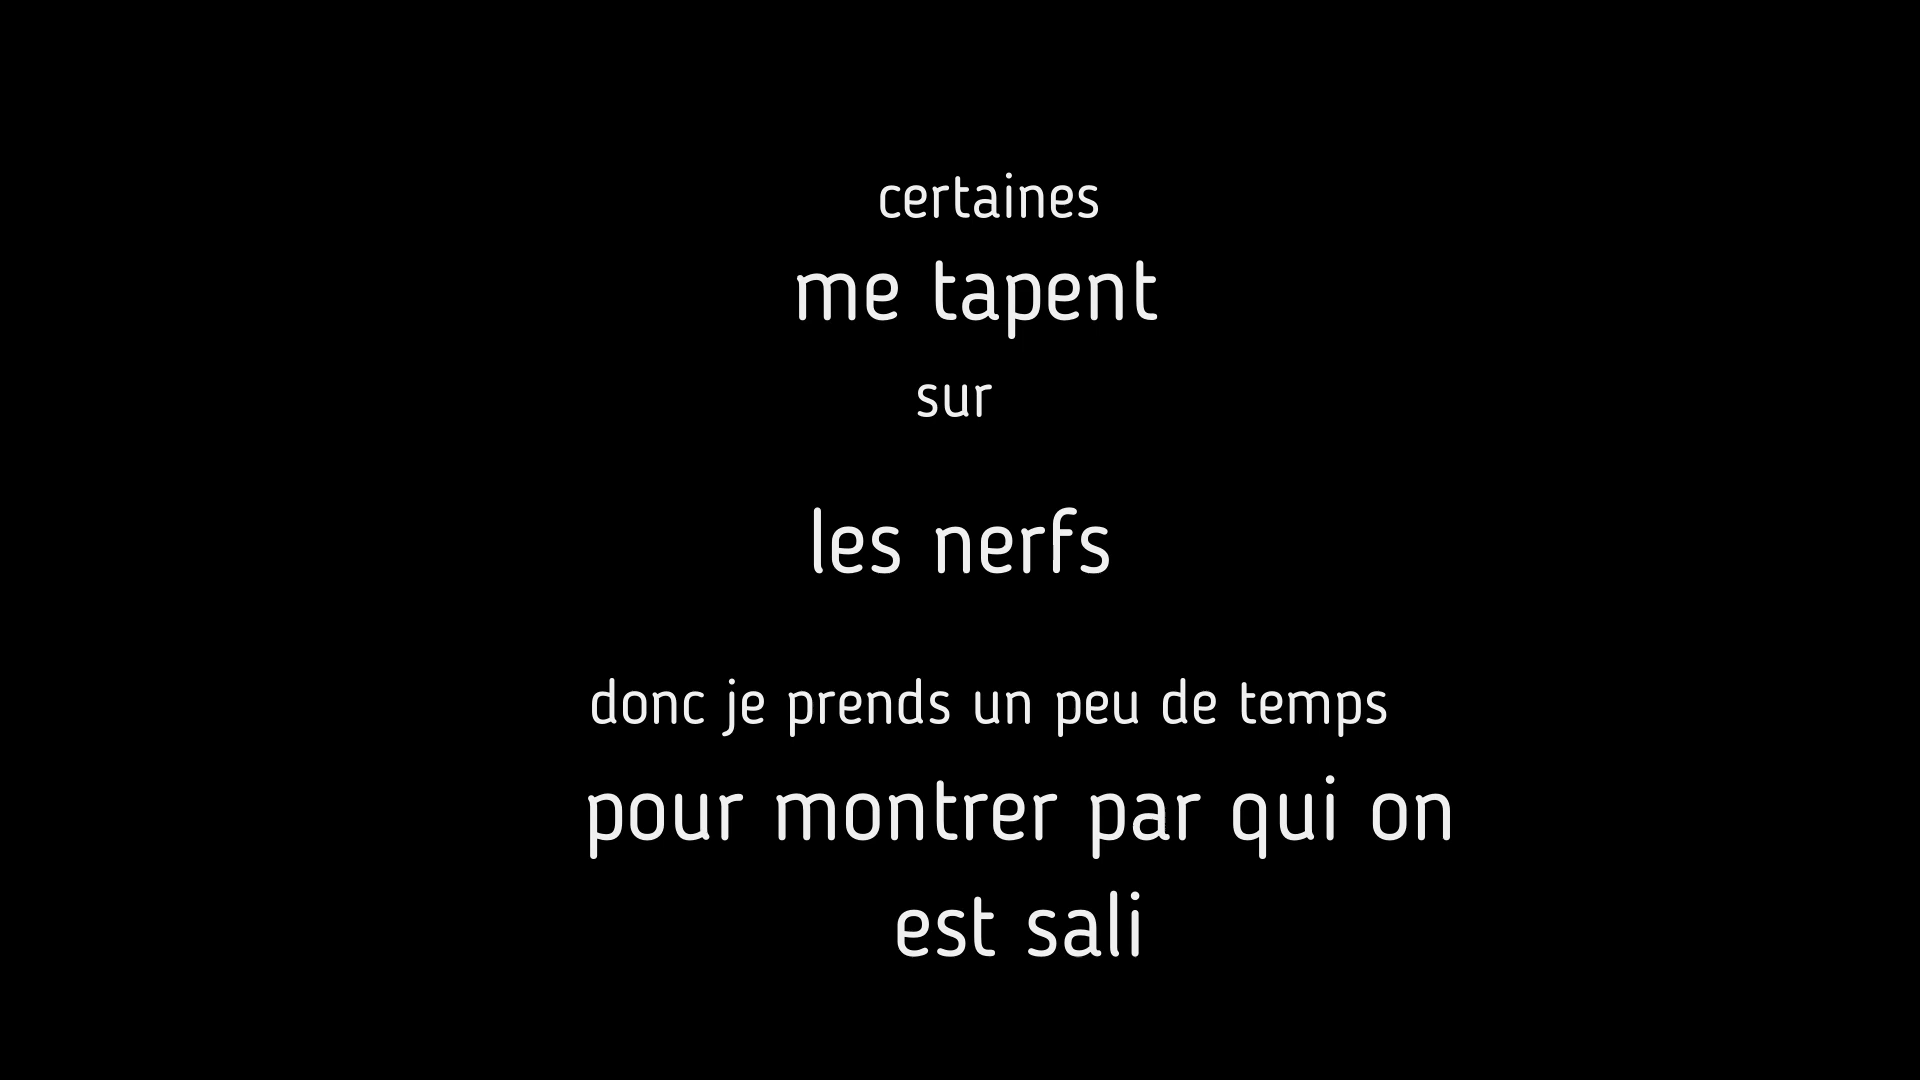 certaines
me tapent
sur
les nerfs
donc je prends un peu de temps
pour montrer par qui on
est sali